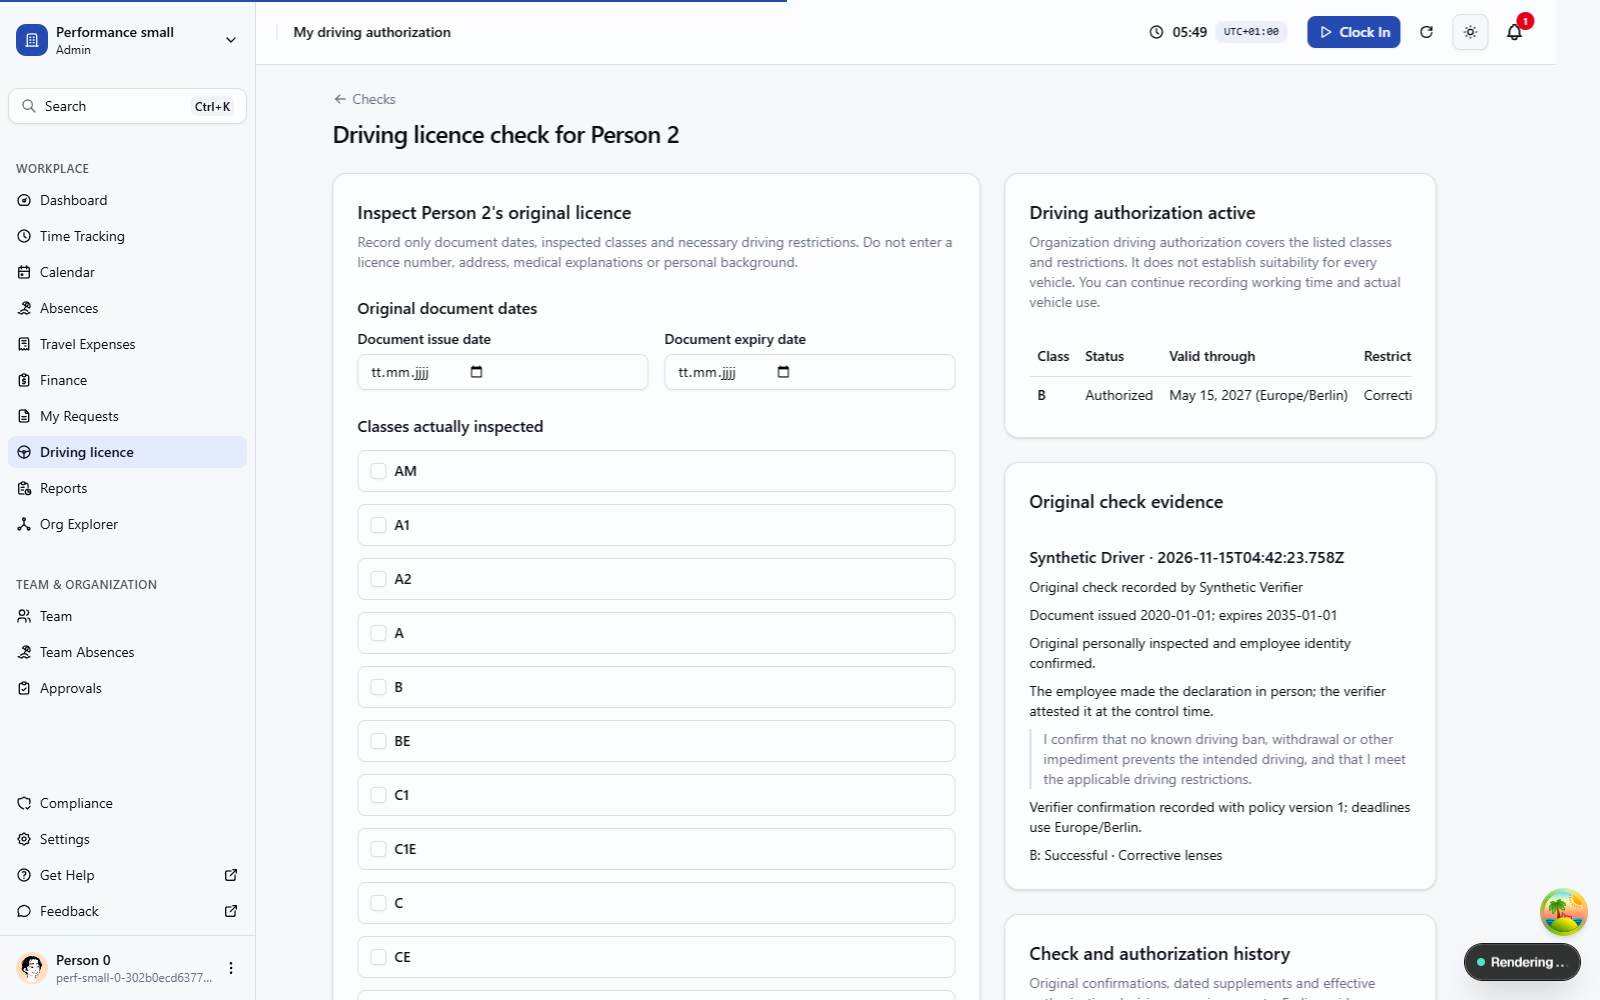 Performance small
Admin
Search
Ctrl+K
WORKPLACE
Dashboard
Time Tracking
Calendar
Absences
Travel Expenses
Finance
My Requests
Driving licence
Reports
Org Explorer
TEAM & ORGANIZATION
Team
Team Absences
Approvals
Compliance
Settings
Get Help
Feedback
Person 0
perf-small-0-302b0ecd6377...
My driving authorization
05:49
UTC+01:00
Clock In
1
Checks
Driving licence check for Person 2
Inspect Person 2's original licence
Record only document dates, inspected classes and necessary driving restrictions. Do not enter a
licence number, address, medical explanations or personal background.
Original document dates
Document issue date
Document expiry date
tt.mm.jjjj
tt.mm.jjjj
Classes actually inspected
AM
A1
A2
A
B
BE
C1
C1E
C
CE
Driving authorization active
Organization driving authorization covers the listed classes
and restrictions. It does not establish suitability for every
vehicle. You can continue recording working time and actual
vehicle use.
Class Status Valid through Restrict
B Authorized May 15, 2027 (Europe/Berlin) Correcti
Original check evidence
Synthetic Driver · 2026-11-15T04:42:23.758Z
Original check recorded by Synthetic Verifier
Document issued 2020-01-01; expires 2035-01-01
Original personally inspected and employee identity
confirmed.
The employee made the declaration in person; the verifier
attested it at the control time.
I confirm that no known driving ban, withdrawal or other
impediment prevents the intended driving, and that I meet
the applicable driving restrictions.
Verifier confirmation recorded with policy version 1; deadlines
use Europe/Berlin.
B: Successful · Corrective lenses
Check and authorization history
Original confirmations, dated supplements and effective
Rendering ...